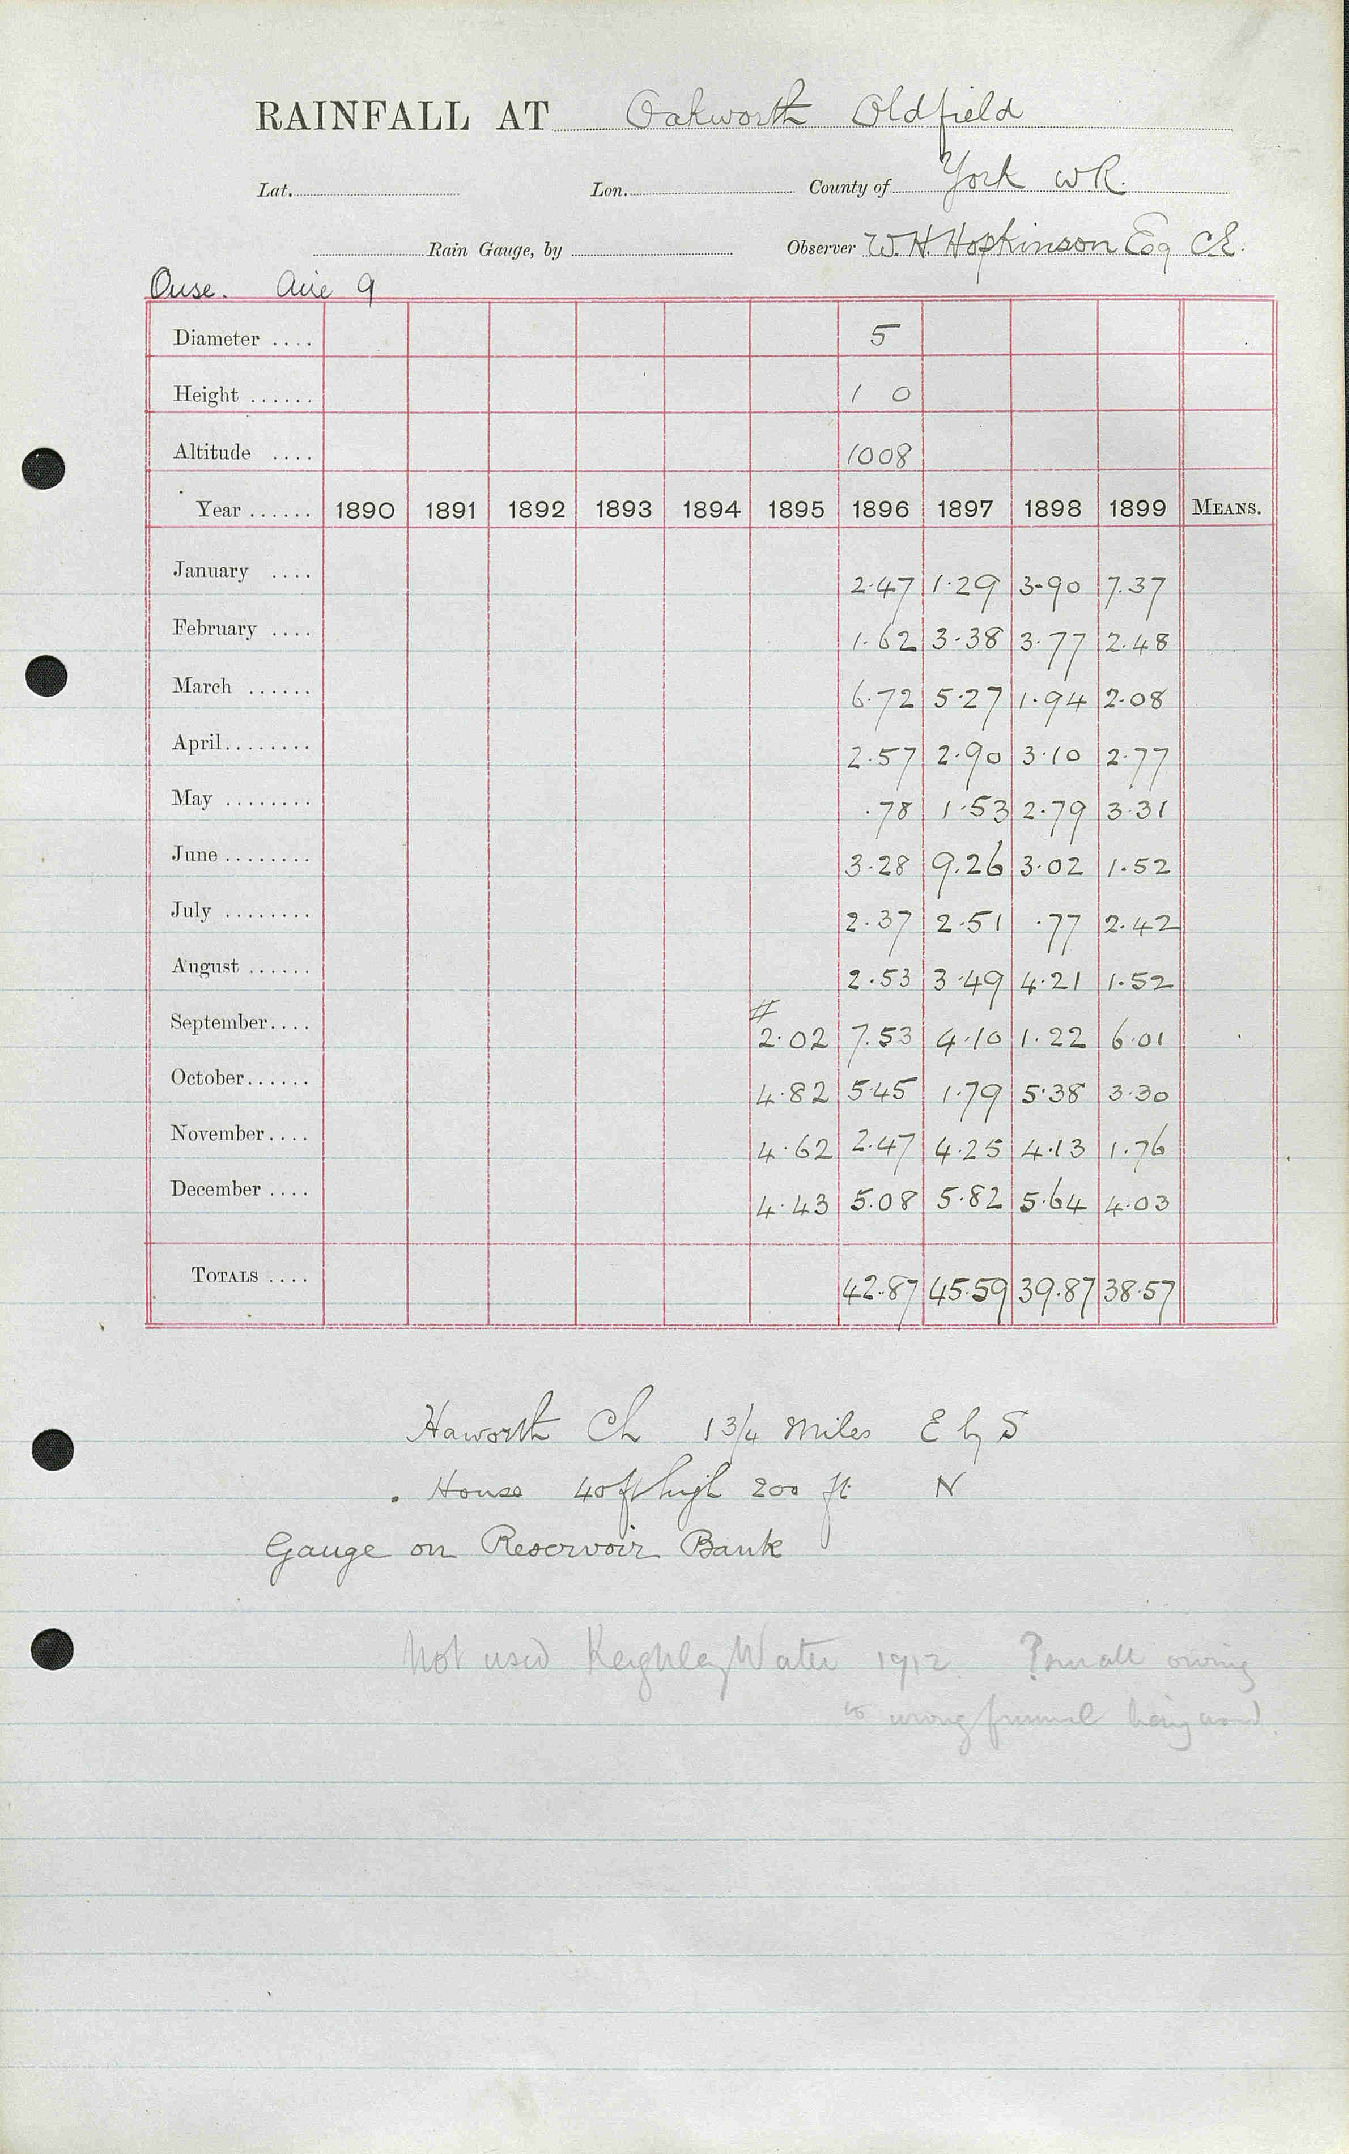 RAINFALL AT Oakworth Oldfield
Lat. Lon. County of York W R.
Rain Gauge, by Observer W. H. Hopkinson Esq C.E.
Ouse. Aire 9
Diameter .... 5
Height ...... 1 0
Altitude .... 1008
Year ...... 1890 1891 1892 1893 1894 1895 1896 1897 1898 1899 MEANS.
January .... 2.47 1.29 3.90 7.37
February .... 1.62 3.38 3.77 2.48
March ...... 6.72 5.27 1.94 2.08
April........ 2.57 2.90 3.10 2.77
May ........ .78 1.53 2.79 3.31
June ........ 3.28 9.26 3.02 1.52
July ........ 2.37 2.51 .77 2.42
August ...... 2.53 3.49 4.21 1.52
#
September.... 2.02 7.53 4.10 1.22 6.01
October...... 4.82 5.45 1.79 5.38 3.30
November.... 4.62 2.47 4.25 4.13 1.76
December .... 4.43 5.08 5.82 5.64 4.03
TOTALS .... 42.87 45.59 39.87 38.57
Haworth Ch 1 3/4 Miles E by S
House 40 ft high 200 ft N
Gauge on Reservoir Bank
Not used Keighley Water 1912. ? small owing
to wrong funnel being used.